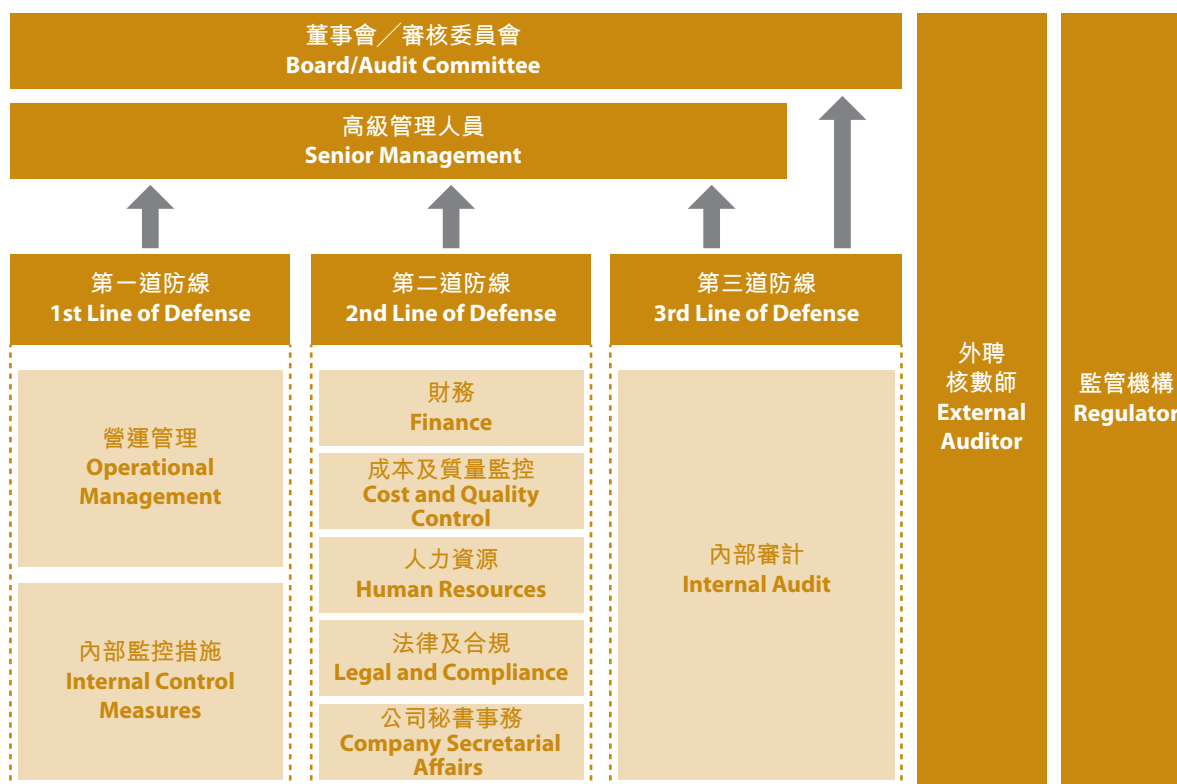 董事會／審核委員會
Board/Audit Committee
高級管理人員
Senior Management
第一道防線
1st Line of Defense
營運管理
Operational
Management
內部監控措施
Internal Control
Measures
第二道防線
2nd Line of Defense
財務
Finance
成本及質量監控
Cost and Quality
Control
人力資源
Human Resources
法律及合規
Legal and Compliance
公司秘書事務
Company Secretarial
Affairs
第三道防線
3rd Line of Defense
內部審計
Internal Audit
外聘
核數師
External
Auditor
監管機構
Regulator